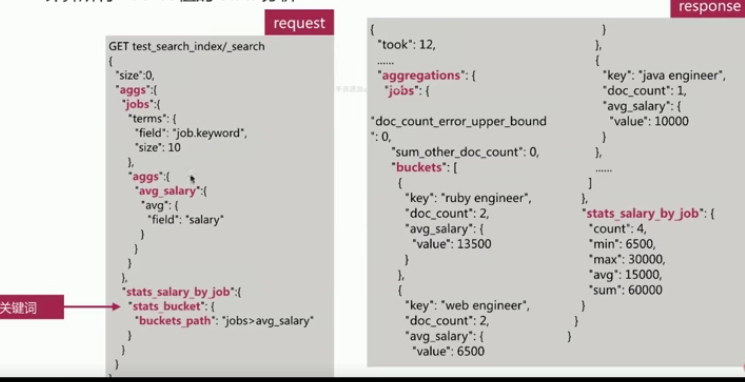 request
GET test_search_index/_search
{
"size":0,
"aggs":{
"jobs":{
"terms": {
"field": "job.keyword",
"size": 10
},
"aggs":{
"avg_salary":{
"avg": {
"field": "salary"
}
}
}
},
"stats_salary_by_job":{
"stats_bucket": {
"buckets_path": "jobs>avg_salary"
}
}
}
}
关键词
response
{
"took": 12,
......
"aggregations": {
"jobs": {
"doc_count_error_upper_bound
": 0,
"sum_other_doc_count": 0,
"buckets": [
{
"key": "ruby engineer",
"doc_count": 2,
"avg_salary": {
"value": 13500
}
},
{
"key": "web engineer",
"doc_count": 2,
"avg_salary": {
"value": 6500
}
},
{
"key": "java engineer",
"doc_count": 1,
"avg_salary": {
"value": 10000
}
},
......
]
},
"stats_salary_by_job": {
"count": 4,
"min": 6500,
"max": 30000,
"avg": 15000,
"sum": 60000
}
}
}